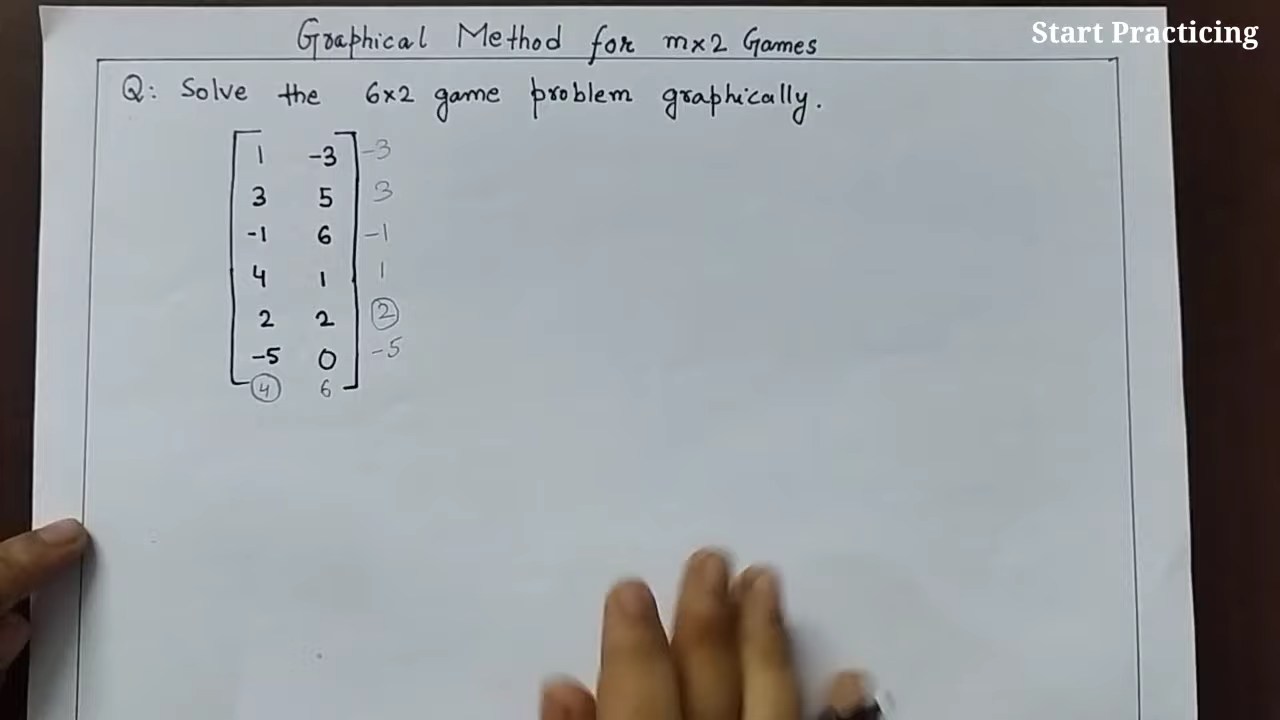 Start Practicing
Graphical Method for m×2 Games
Q: Solve the 6×2 game problem graphically.
1 -3 -3
3 5 3
-1 6 -1
4 1 1
2 2 2
-5 0 -5
4 6